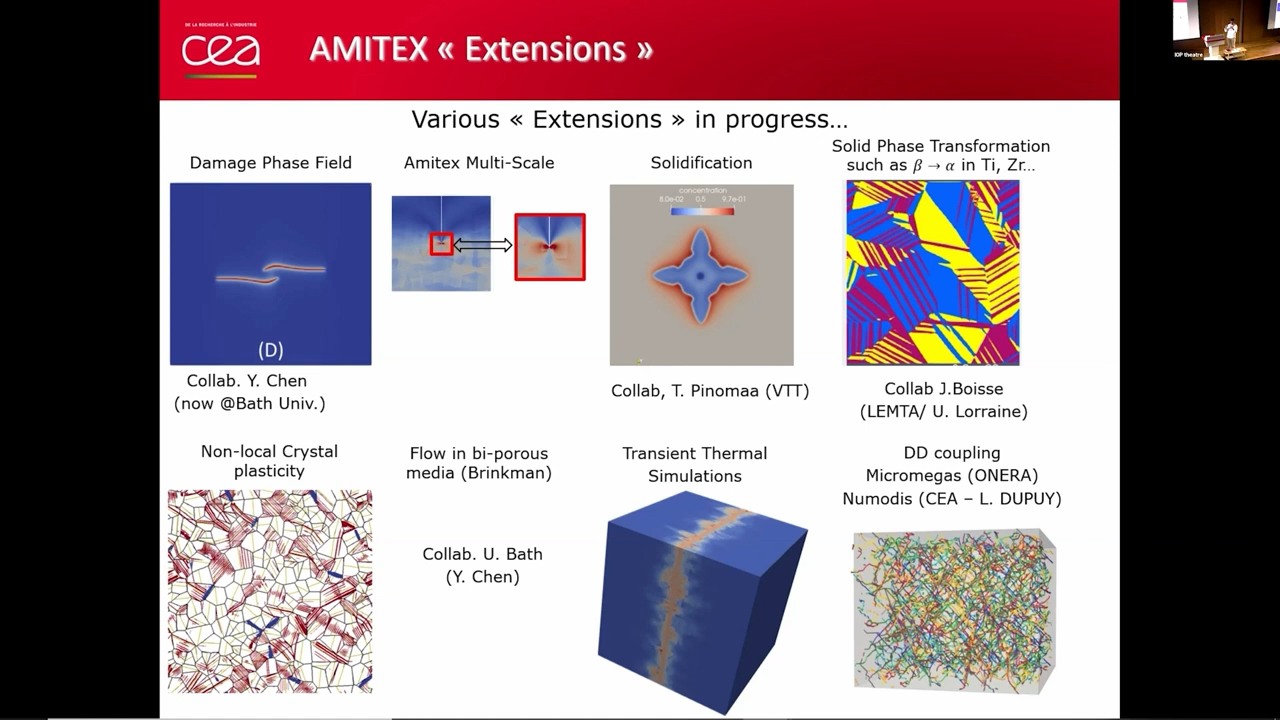 DE LA RECHERCHE À L'INDUSTRIE
cea
AMITEX « Extensions »
IOP theatre
Various « Extensions » in progress...
Damage Phase Field
(D)
Collab. Y. Chen
(now @Bath Univ.)
Amitex Multi-Scale
Solidification
concentration
8.0e-02 0.5 9.7e-01
Collab, T. Pinomaa (VTT)
Solid Phase Transformation
such as β → α in Ti, Zr...
Collab J.Boisse
(LEMTA/ U. Lorraine)
Non-local Crystal
plasticity
Flow in bi-porous
media (Brinkman)
Collab. U. Bath
(Y. Chen)
Transient Thermal
Simulations
DD coupling
Micromegas (ONERA)
Numodis (CEA – L. DUPUY)